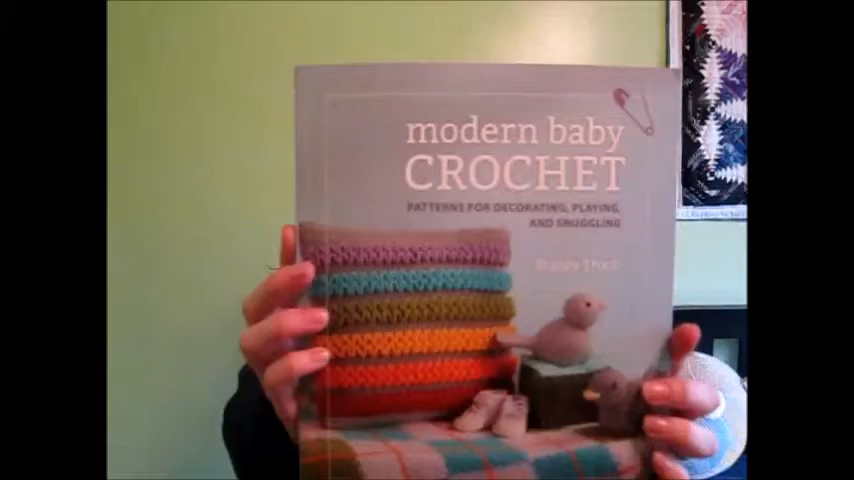 modern baby
CROCHET
PATTERNS FOR DECORATING, PLAYING,
AND SNUGGLING